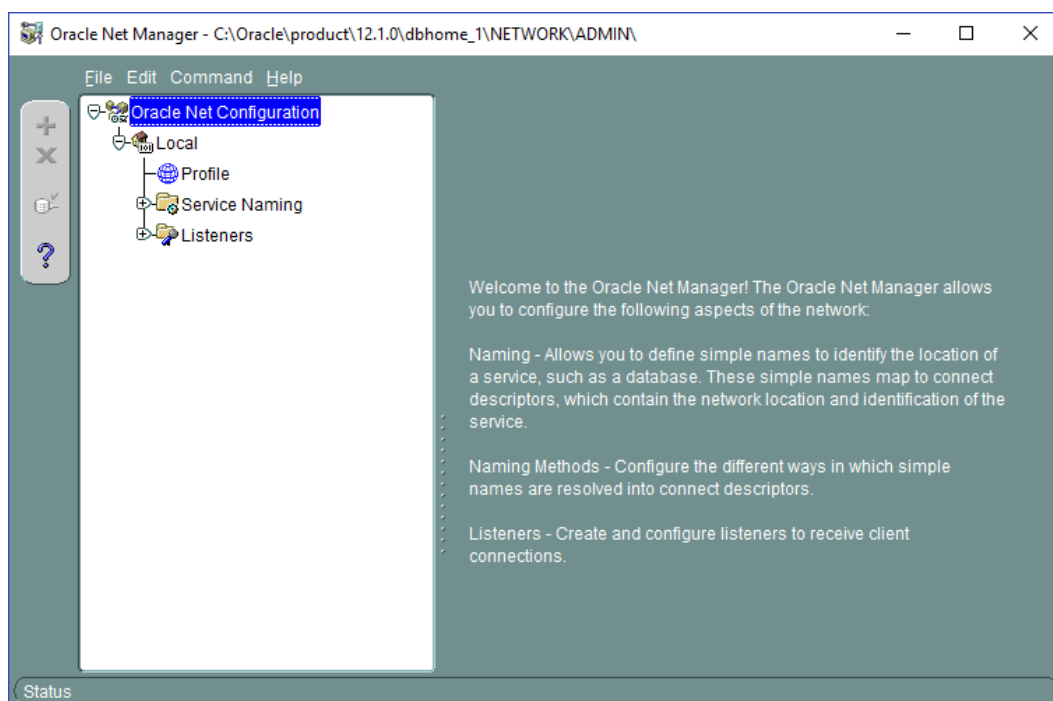 Oracle Net Manager - C:\Oracle\product\12.1.0\dbhome_1\NETWORK\ADMIN\
File Edit Command Help
Oracle Net Configuration
Local
Profile
Service Naming
Listeners
Welcome to the Oracle Net Manager! The Oracle Net Manager allows
you to configure the following aspects of the network:
Naming - Allows you to define simple names to identify the location of
a service, such as a database. These simple names map to connect
descriptors, which contain the network location and identification of the
service.
Naming Methods - Configure the different ways in which simple
names are resolved into connect descriptors.
Listeners - Create and configure listeners to receive client
connections.
Status